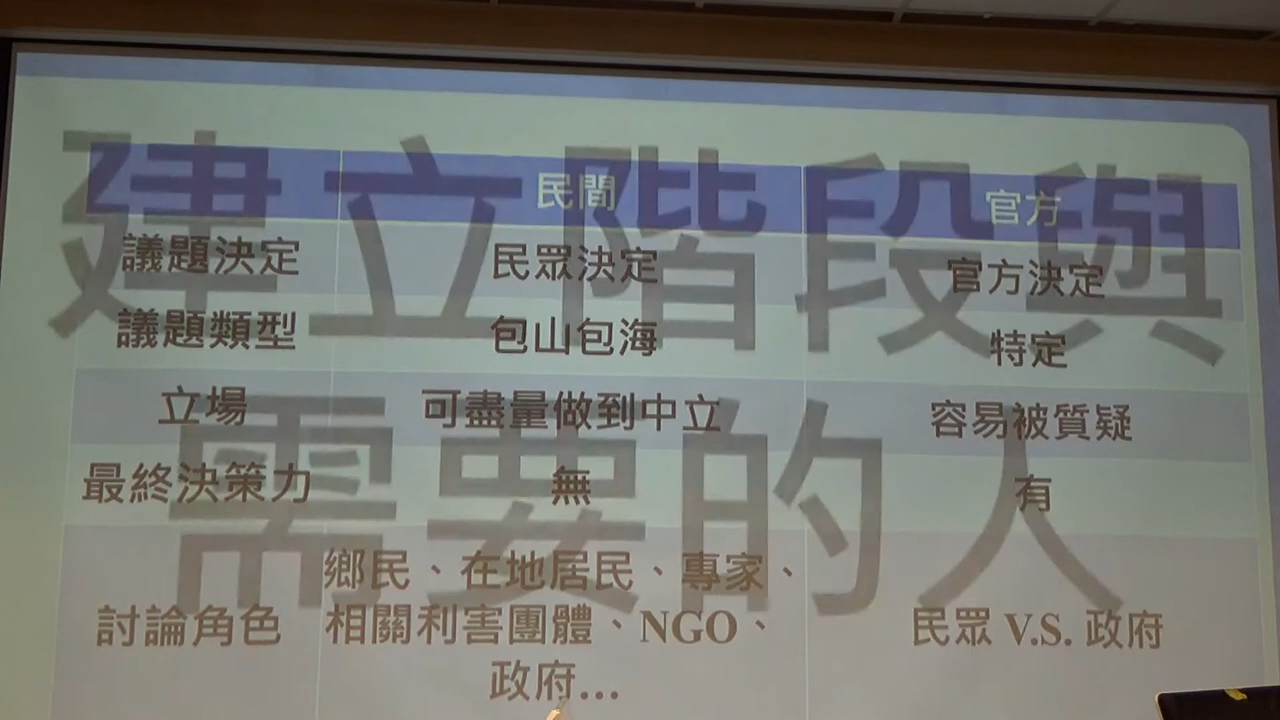 建立階段與
需要的人
民間 官方
議題決定 民眾決定 官方決定
議題類型 包山包海 特定
立場 可盡量做到中立 容易被質疑
最終決策力 無 有
討論角色 鄉民、在地居民、專家、
相關利害團體、NGO、
政府... 民眾 V.S. 政府